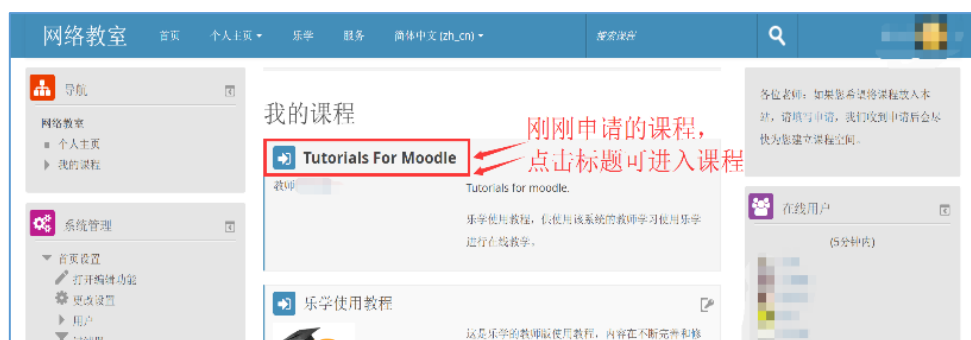 网络教室 首页 个人主页 乐学 服务 简体中文 (zh_cn) 搜索课程
导航
网络教室
个人主页
我的课程
系统管理
首页设置
打开编辑功能
更改设置
用户
我的课程
Tutorials For Moodle
教师
刚刚申请的课程，
点击标题可进入课程
Tutorials for moodle.
乐学使用教程，供使用该系统的教师学习使用乐学
进行在线教学。
乐学使用教程
这是乐学的教师版使用教程，内容在不断完善和修
各位老师：如果您希望将课程放入本
站，请填写申请，我们收到申请后会尽
快为您建立课程空间。
在线用户
(5分钟内)